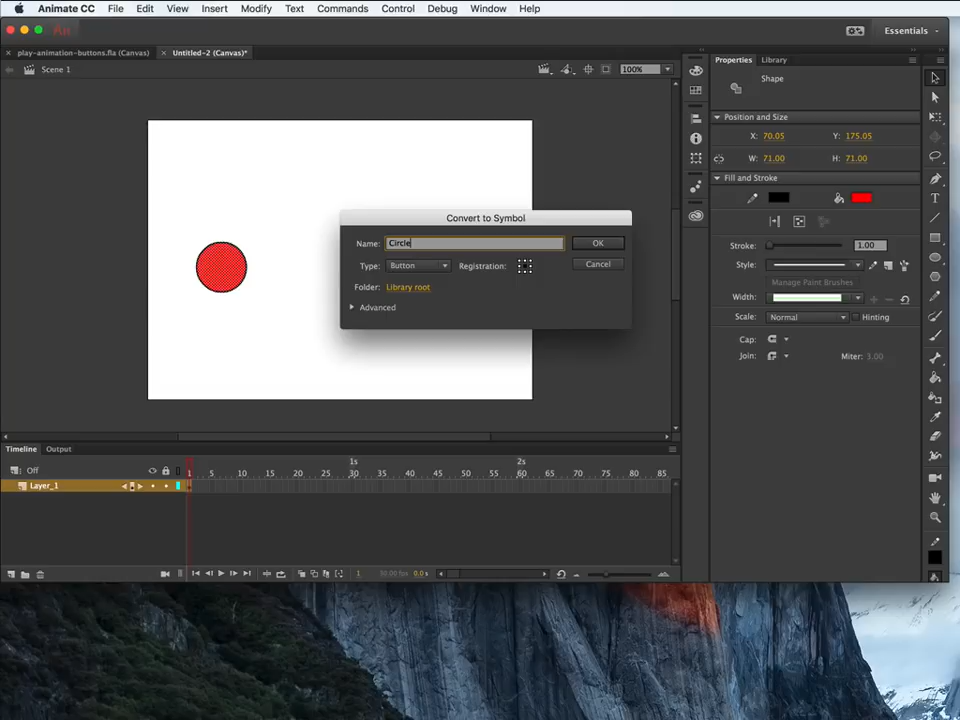 Animate CC File Edit View Insert Modify Text Commands Control Debug Window Help
An Essentials
× play-animation-buttons.fla (Canvas) × Untitled-2 (Canvas)*
Scene 1 100%
Properties Library
Shape
Position and Size
X: 70.05 Y: 175.05
W: 71.00 H: 71.00
Fill and Stroke
Stroke: 1.00
Style:
Manage Paint Brushes
Width:
Scale: Normal Hinting
Cap:
Join: Miter: 3.00
Convert to Symbol
Name: Circle OK
Type: Button Registration: Cancel
Folder: Library root
Advanced
Timeline Output
1s 2s
Off 1 5 10 15 20 25 30 35 40 45 50 55 60 65 70 75 80 85
Layer_1
1 30.00 fps 0.0 s